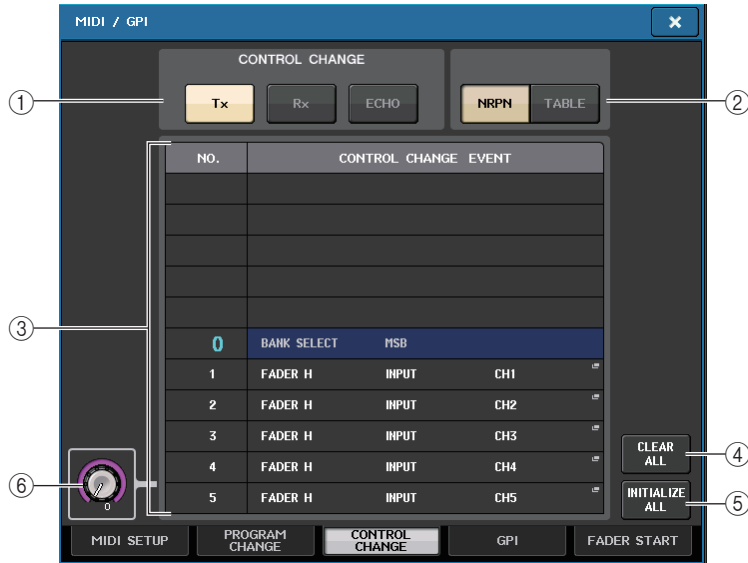 MIDI / GPI
×
CONTROL CHANGE
Tx Rx ECHO NRPN TABLE
① ②
NO. CONTROL CHANGE EVENT
③
0 BANK SELECT MSB
1 FADER H INPUT CH1
2 FADER H INPUT CH2
3 FADER H INPUT CH3
4 FADER H INPUT CH4
5 FADER H INPUT CH5
CLEAR
ALL
④
INITIALIZE
ALL
⑤
⑥
0
MIDI SETUP
PROGRAM
CHANGE
CONTROL
CHANGE
GPI
FADER START